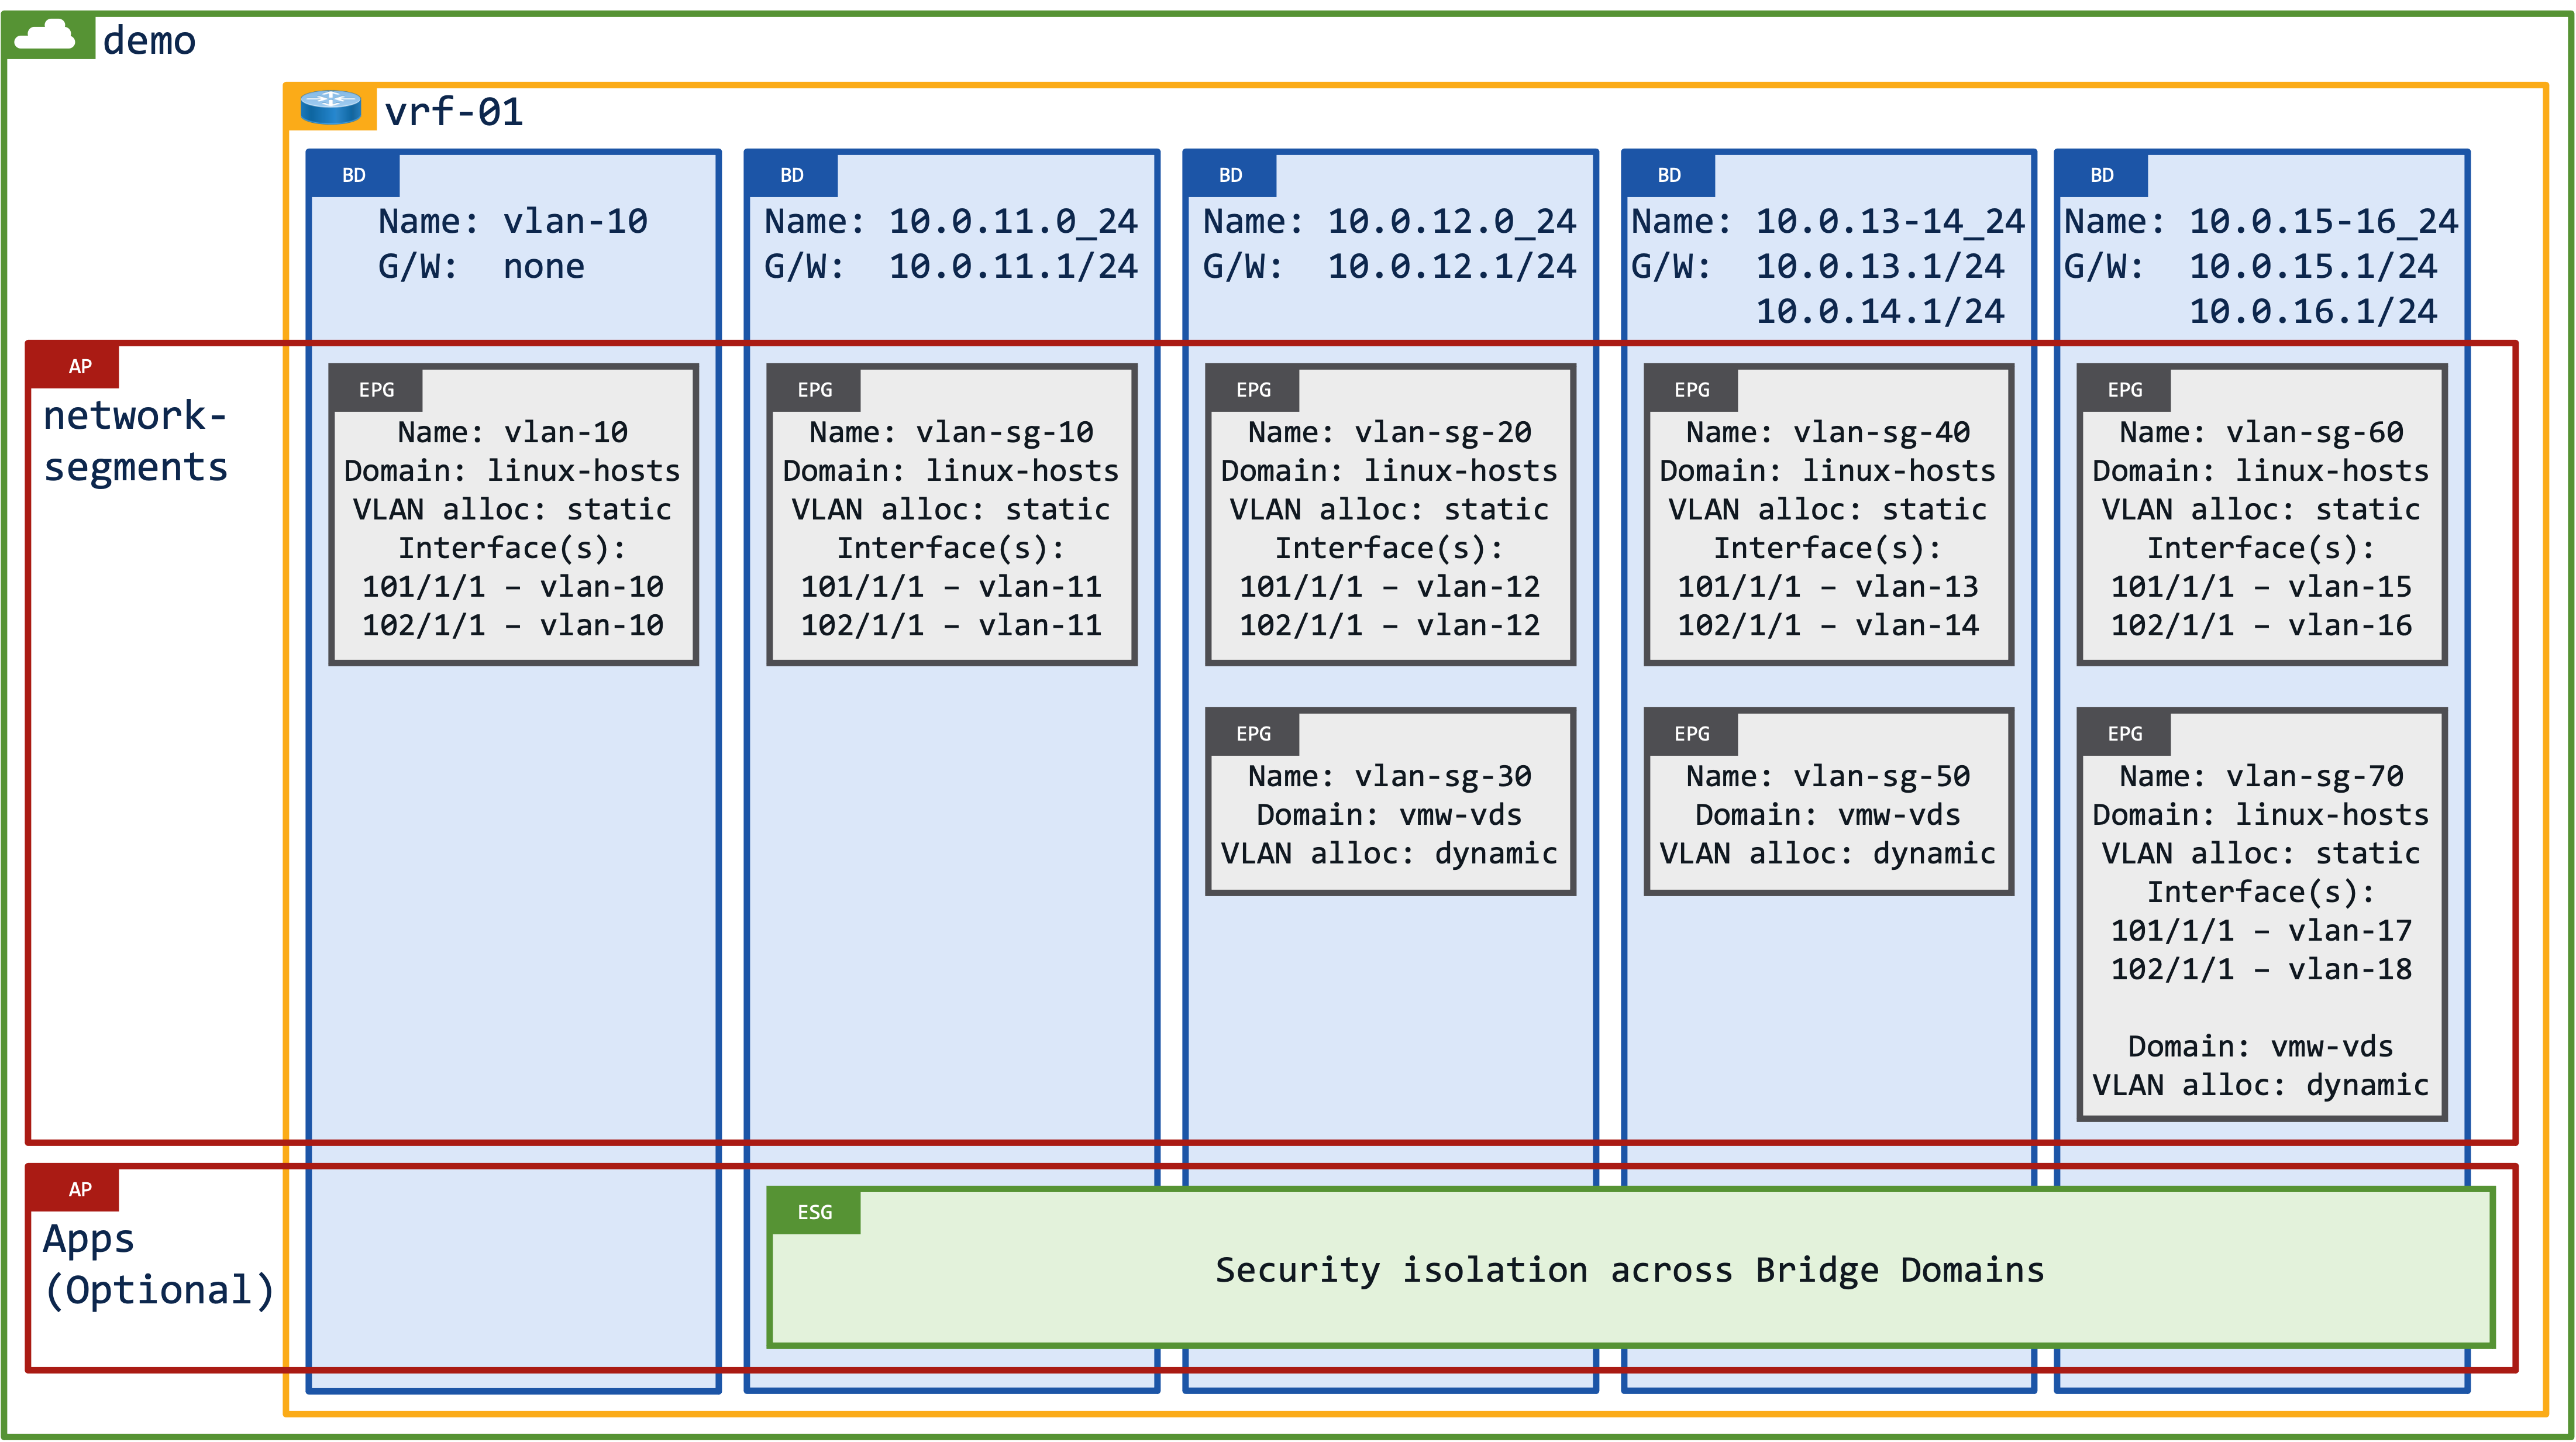 demo
vrf-01
BD
Name: vlan-10
G/W: none
BD
Name: 10.0.11.0_24
G/W: 10.0.11.1/24
BD
Name: 10.0.12.0_24
G/W: 10.0.12.1/24
BD
Name: 10.0.13-14_24
G/W: 10.0.13.1/24
10.0.14.1/24
BD
Name: 10.0.15-16_24
G/W: 10.0.15.1/24
10.0.16.1/24
AP
network-
segments
EPG
Name: vlan-10
Domain: linux-hosts
VLAN alloc: static
Interface(s):
101/1/1 – vlan-10
102/1/1 – vlan-10
EPG
Name: vlan-sg-10
Domain: linux-hosts
VLAN alloc: static
Interface(s):
101/1/1 – vlan-11
102/1/1 – vlan-11
EPG
Name: vlan-sg-20
Domain: linux-hosts
VLAN alloc: static
Interface(s):
101/1/1 – vlan-12
102/1/1 – vlan-12
EPG
Name: vlan-sg-40
Domain: linux-hosts
VLAN alloc: static
Interface(s):
101/1/1 – vlan-13
102/1/1 – vlan-14
EPG
Name: vlan-sg-60
Domain: linux-hosts
VLAN alloc: static
Interface(s):
101/1/1 – vlan-15
102/1/1 – vlan-16
EPG
Name: vlan-sg-30
Domain: vmw-vds
VLAN alloc: dynamic
EPG
Name: vlan-sg-50
Domain: vmw-vds
VLAN alloc: dynamic
EPG
Name: vlan-sg-70
Domain: linux-hosts
VLAN alloc: static
Interface(s):
101/1/1 – vlan-17
102/1/1 – vlan-18
Domain: vmw-vds
VLAN alloc: dynamic
AP
Apps
(Optional)
ESG
Security isolation across Bridge Domains